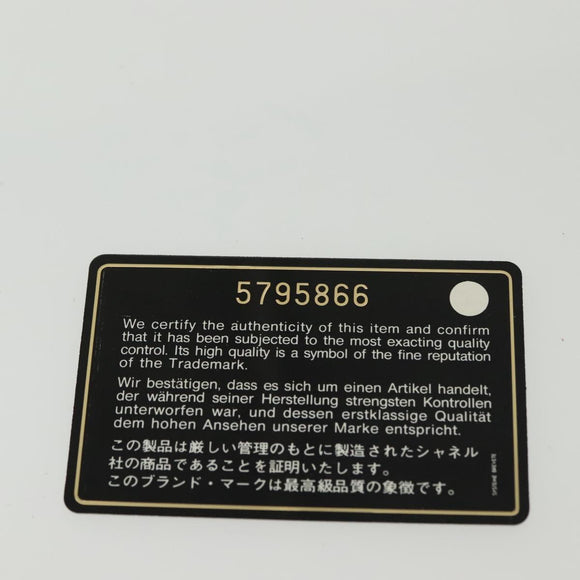 5795866
We certify the authenticity of this item and confirm
that it has been subjected to the most exacting quality
control. Its high quality is a symbol of the fine reputation
of the Trademark.
Wir bestätigen, dass es sich um einen Artikel handelt,
der während seiner Herstellung strengsten Kontrollen
unterworfen war, und dessen erstklassige Qualität
dem hohen Ansehen unserer Marke entspricht.
この製品は厳しい管理のもとに製造されたシャネル
社の商品であることを証明いたします。
このブランド・マークは最高級品質の象徴です。